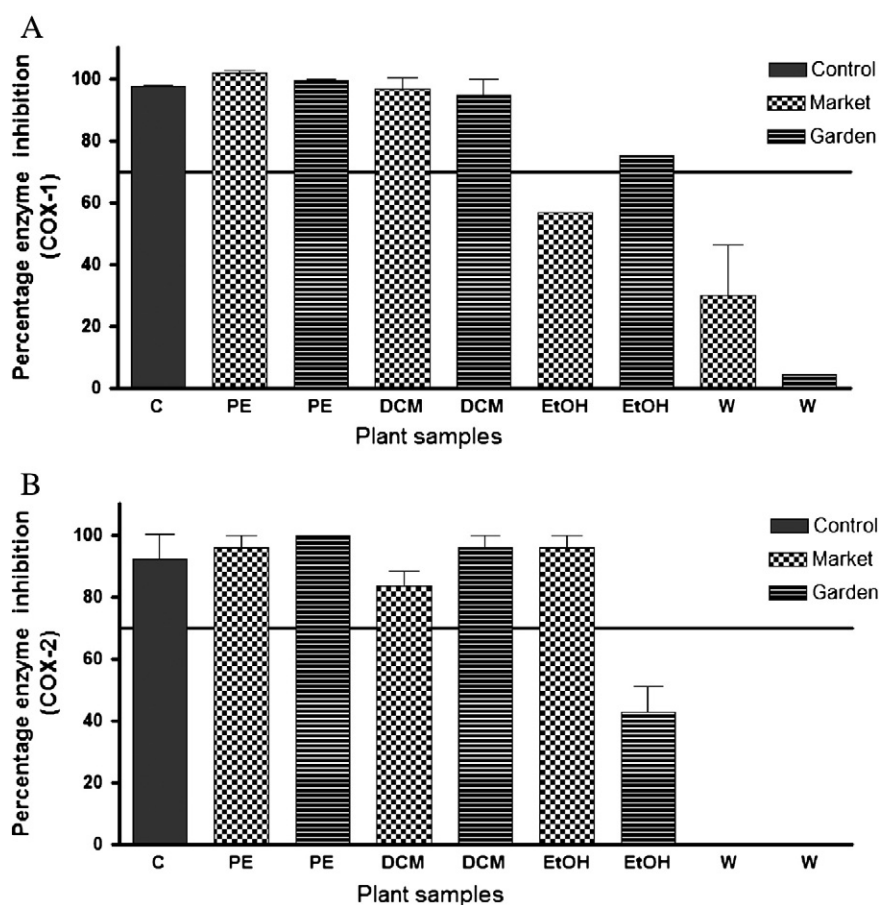 A
Percentage enzyme inhibition
(COX-1)
100
80
60
40
20
0
Control
Market
Garden
C PE PE DCM DCM EtOH EtOH W W
Plant samples
B
Percentage enzyme inhibition
(COX-2)
100
80
60
40
20
0
Control
Market
Garden
C PE PE DCM DCM EtOH EtOH W W
Plant samples